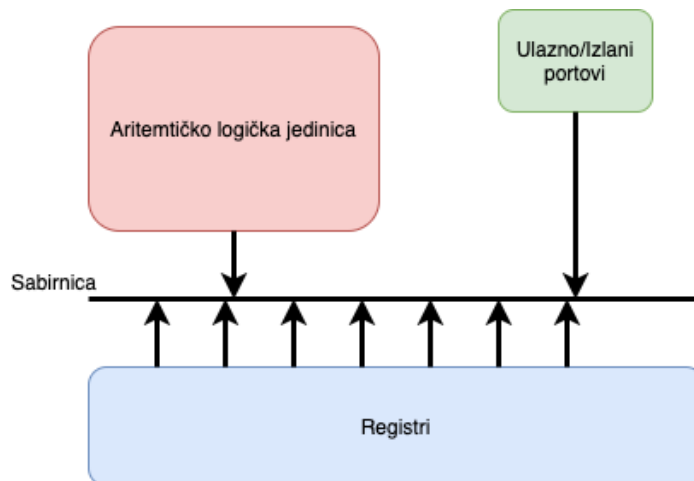 Aritemtičko logička jedinica
Ulazno/Izlani
portovi
Sabirnica
Registri